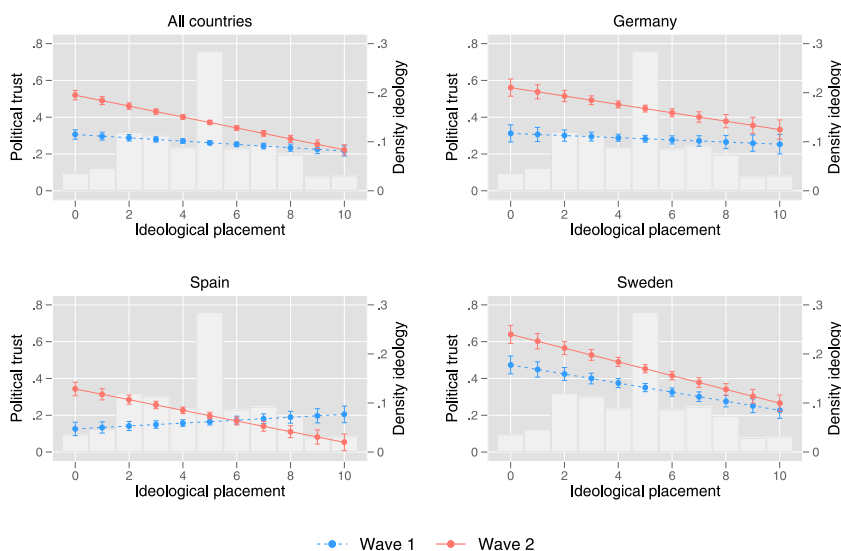 All countries
Germany
.8
.6
.4
.2
0
Political trust
.3
.2
.1
0
Density ideology
0 2 4 6 8 10
Ideological placement
.8
.6
.4
.2
0
Political trust
.3
.2
.1
0
Density ideology
0 2 4 6 8 10
Ideological placement
Spain
Sweden
.8
.6
.4
.2
0
Political trust
.3
.2
.1
0
Density ideology
0 2 4 6 8 10
Ideological placement
.8
.6
.4
.2
0
Political trust
.3
.2
.1
0
Density ideology
0 2 4 6 8 10
Ideological placement
Wave 1 Wave 2